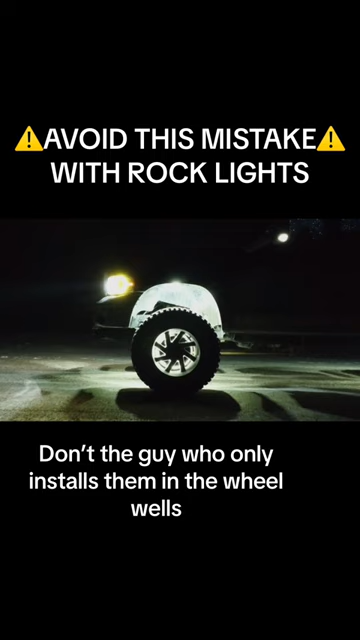 ⚠️AVOID THIS MISTAKE⚠️
WITH ROCK LIGHTS
Don't the guy who only
installs them in the wheel
wells